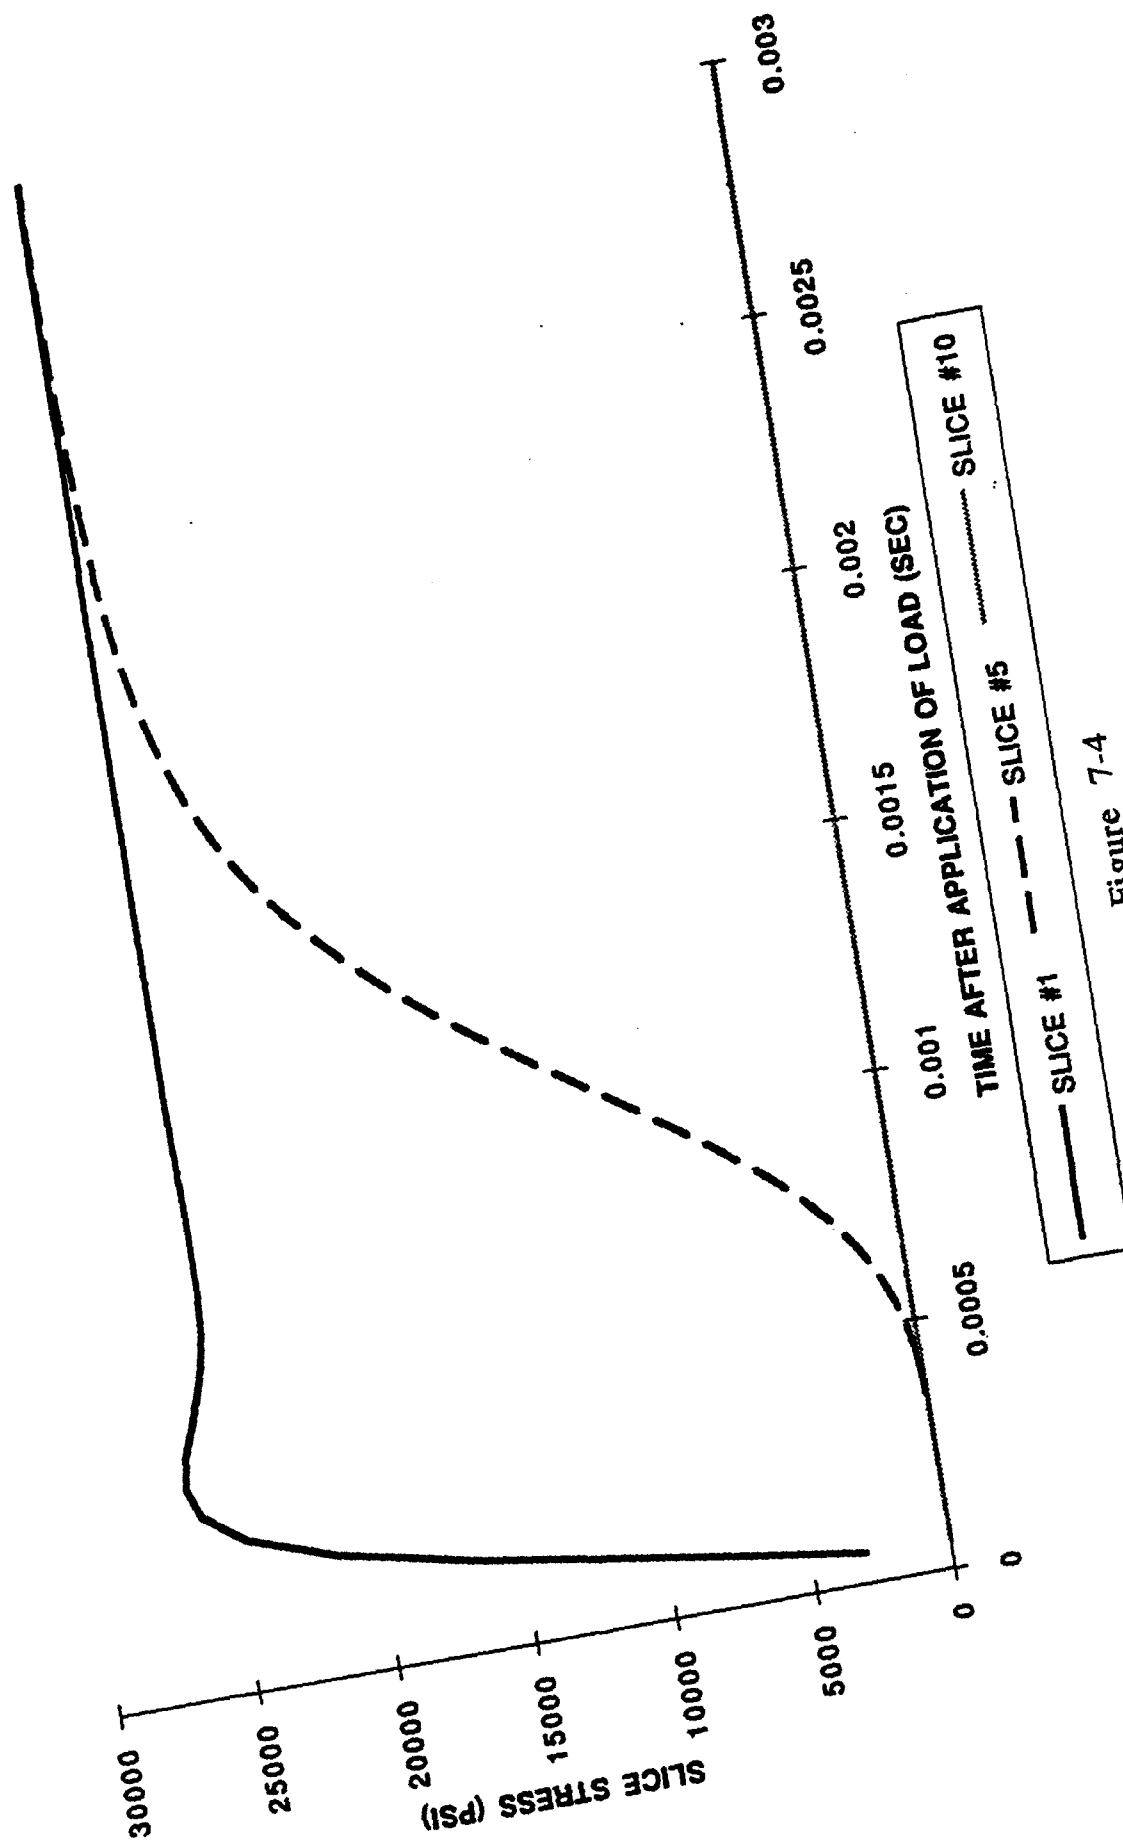 30000
25000
20000
15000
10000
5000
0
SLICE STRESS (PSI)
0
0.0005
0.001
0.0015
0.002
0.0025
0.003
TIME AFTER APPLICATION OF LOAD (SEC)
SLICE #1
SLICE #5
SLICE #10
Figure 7-4